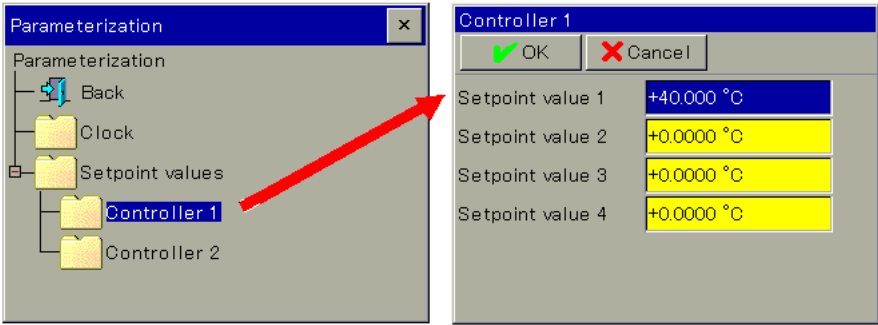 Parameterization
×
Parameterization
Back
Clock
Setpoint values
Controller 1
Controller 2
Controller 1
OK
Cancel
Setpoint value 1 +40.000 °C
Setpoint value 2 +0.0000 °C
Setpoint value 3 +0.0000 °C
Setpoint value 4 +0.0000 °C